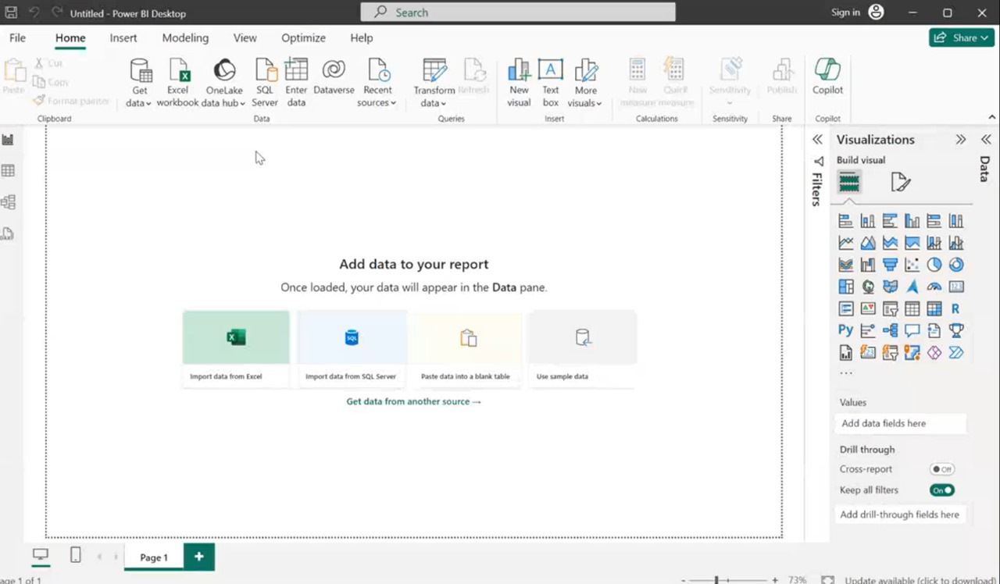 Untitled - Power BI Desktop
Search
Sign in
File Home Insert Modeling View Optimize Help
Share
Paste
Cut
Copy
Format painter
Get data
Excel workbook
OneLake data hub
SQL Server
Enter data
Dataverse
Recent sources
Transform data
Refresh
New visual
Text box
More visuals
New measure
Quick measure
Sensitivity
Publish
Copilot
Clipboard
Data
Queries
Insert
Calculations
Sensitivity
Share
Copilot
Filters
Visualizations
Data
Build visual
Add data to your report
Once loaded, your data will appear in the Data pane.
SQL
Import data from Excel
Import data from SQL Server
Paste data into a blank table
Use sample data
Get data from another source →
123
R
Py
...
Values
Add data fields here
Drill through
Cross-report
Off
Keep all filters
On
Add drill-through fields here
Page 1
+
age 1 of 1
- + 73%
Update available (click to download)